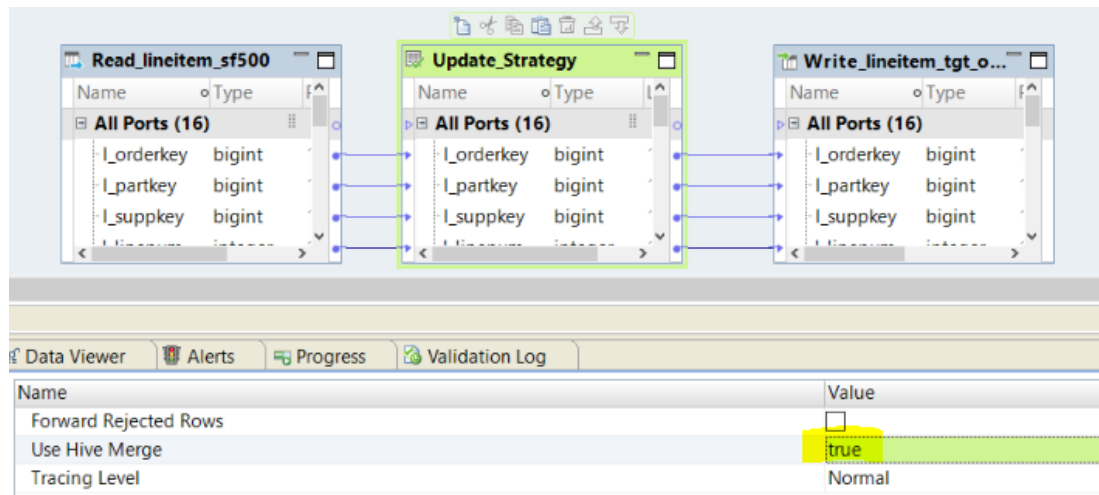 Read_lineitem_sf500
Name Type
All Ports (16)
l_orderkey bigint
l_partkey bigint
l_suppkey bigint
Update_Strategy
Name Type
All Ports (16)
l_orderkey bigint
l_partkey bigint
l_suppkey bigint
Write_lineitem_tgt_o...
Name Type
All Ports (16)
l_orderkey bigint
l_partkey bigint
l_suppkey bigint
Data Viewer Alerts Progress Validation Log
Name Value
Forward Rejected Rows
Use Hive Merge true
Tracing Level Normal